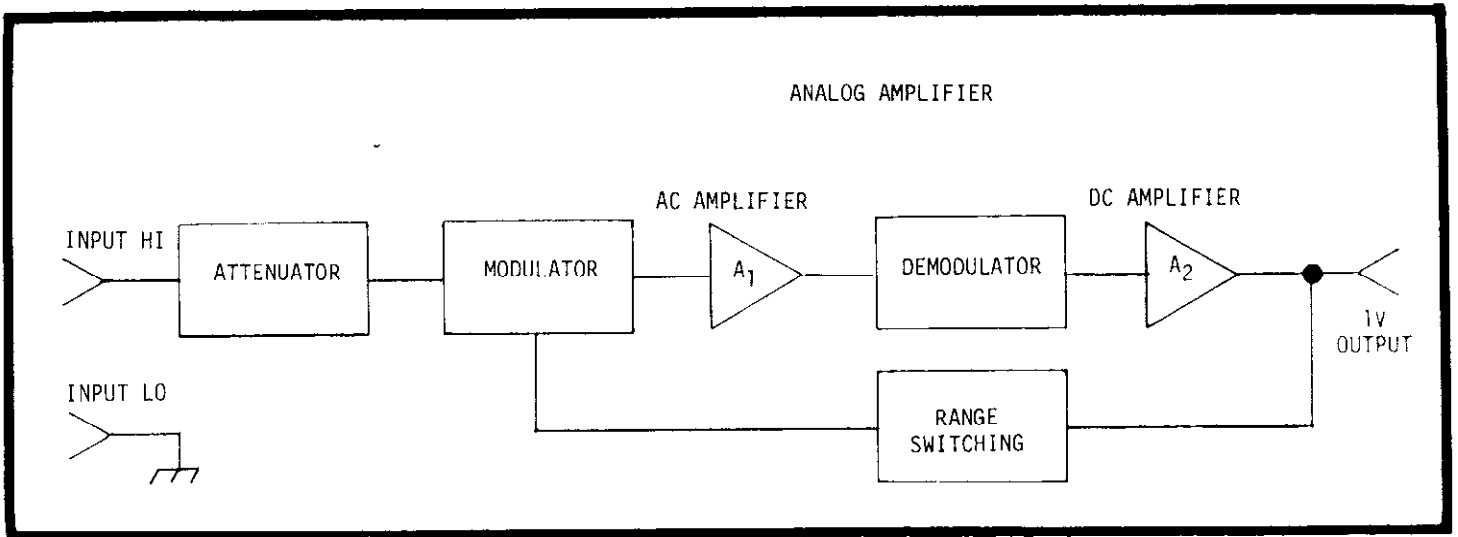 ANALOG AMPLIFIER
AC AMPLIFIER
DC AMPLIFIER
INPUT HI
ATTENUATOR
MODULATOR
A1
DEMODULATOR
A2
1V
OUTPUT
INPUT LO
RANGE
SWITCHING